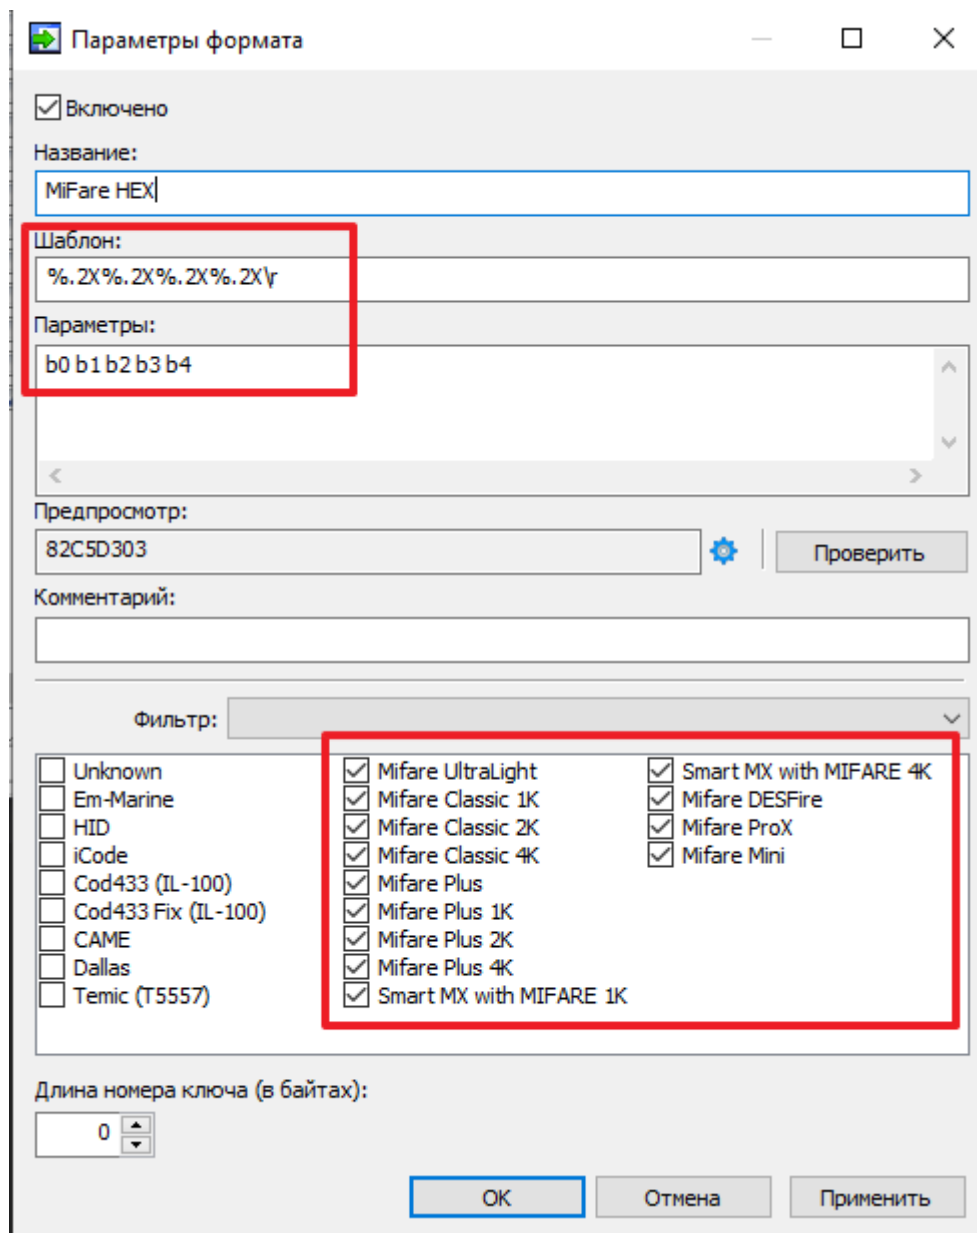 Параметры формата
Включено
Название:
MiFare HEX
Шаблон:
%.2X%.2X%.2X%.2X\r
Параметры:
b0 b1 b2 b3 b4
Предпросмотр:
82C5D303
Проверить
Комментарий:
Фильтр:
Unknown
Em-Marine
HID
iCode
Cod433 (IL-100)
Cod433 Fix (IL-100)
CAME
Dallas
Temic (T5557)
Mifare UltraLight
Mifare Classic 1K
Mifare Classic 2K
Mifare Classic 4K
Mifare Plus
Mifare Plus 1K
Mifare Plus 2K
Mifare Plus 4K
Smart MX with MIFARE 1K
Smart MX with MIFARE 4K
Mifare DESFire
Mifare ProX
Mifare Mini
Длина номера ключа (в байтах):
0
OK
Отмена
Применить